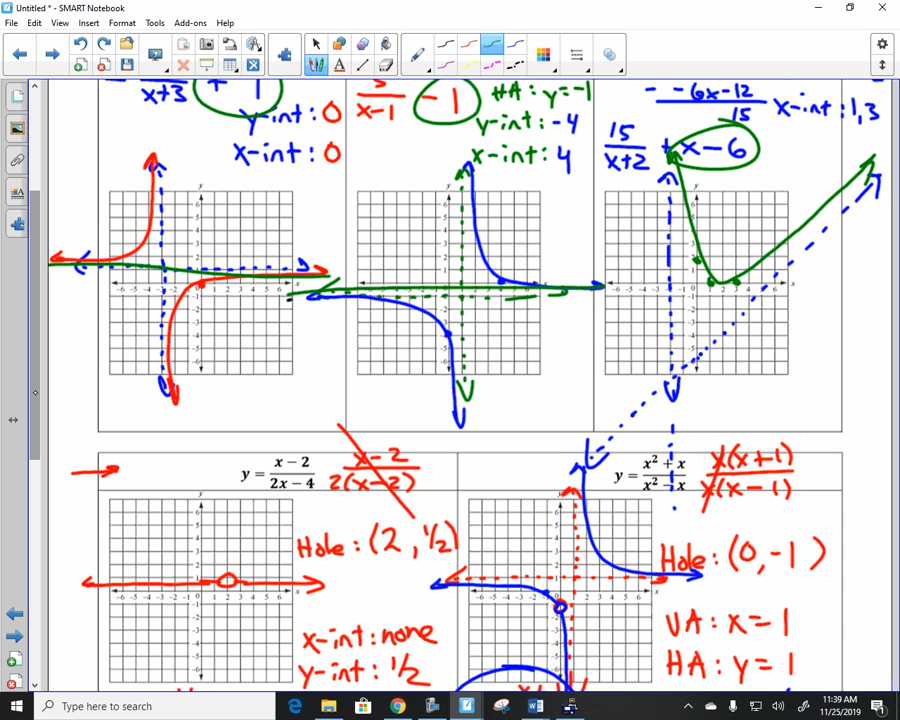 Untitled * - SMART Notebook
File Edit View Insert Format Tools Add-ons Help
x+3 + 1
y-int: 0
x-int: 0
x-1 - 1
HA: y=-1
y-int: -4
x-int: 4
- -6x-12
15
x-int: 1,3
15/x+2 + x-6
y = x − 2 / 2x − 4
x-2 / 2(x-2)
Hole: (2, 1/2)
x-int: none
y-int: 1/2
y = x² + x / x² − x
x(x+1) / x(x-1)
Hole: (0,-1)
VA: x=1
HA: y=1
Type here to search
11:39 AM
11/25/2019